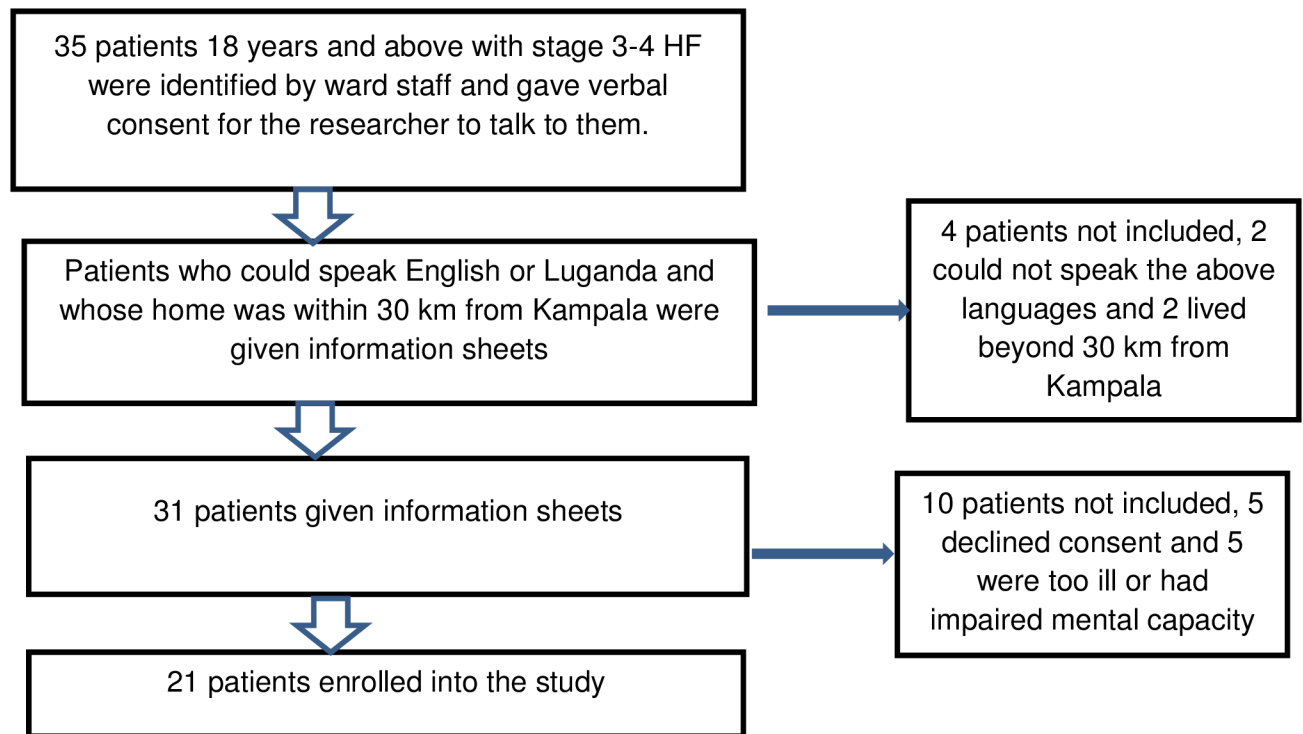 35 patients 18 years and above with stage 3-4 HF
were identified by ward staff and gave verbal
consent for the researcher to talk to them.
Patients who could speak English or Luganda and
whose home was within 30 km from Kampala were
given information sheets
4 patients not included, 2
could not speak the above
languages and 2 lived
beyond 30 km from
Kampala
31 patients given information sheets
10 patients not included, 5
declined consent and 5
were too ill or had
impaired mental capacity
21 patients enrolled into the study